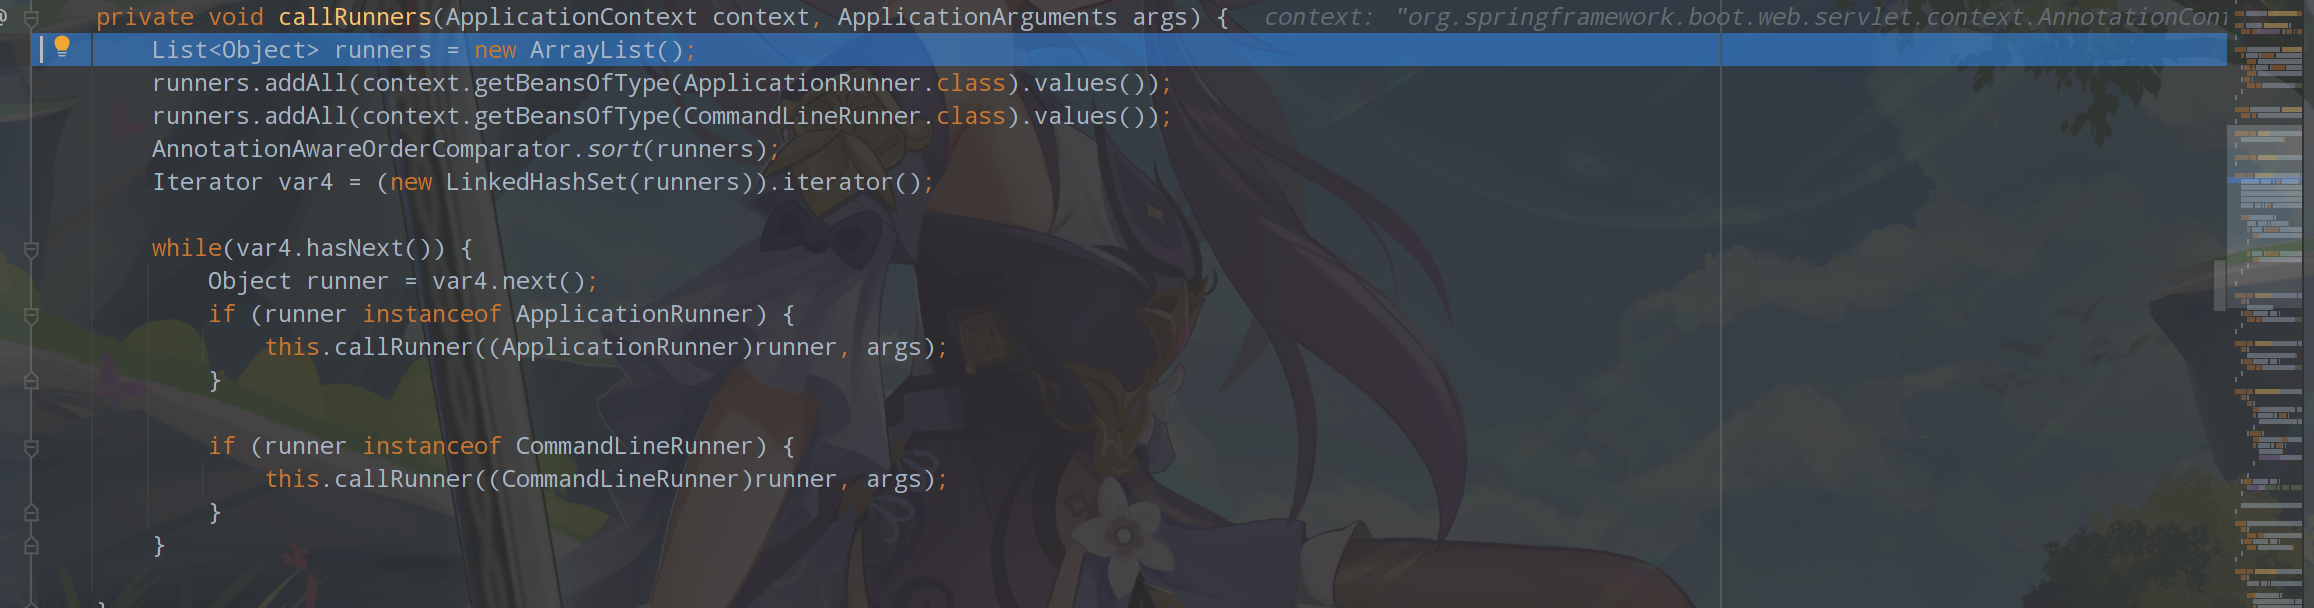 private void callRunners(ApplicationContext context, ApplicationArguments args) { context: "org.springframework.boot.web.servlet.context.AnnotationConf
List<Object> runners = new ArrayList();
runners.addAll(context.getBeansOfType(ApplicationRunner.class).values());
runners.addAll(context.getBeansOfType(CommandLineRunner.class).values());
AnnotationAwareOrderComparator.sort(runners);
Iterator var4 = (new LinkedHashSet(runners)).iterator();
while(var4.hasNext()) {
Object runner = var4.next();
if (runner instanceof ApplicationRunner) {
this.callRunner((ApplicationRunner)runner, args);
}
if (runner instanceof CommandLineRunner) {
this.callRunner((CommandLineRunner)runner, args);
}
}